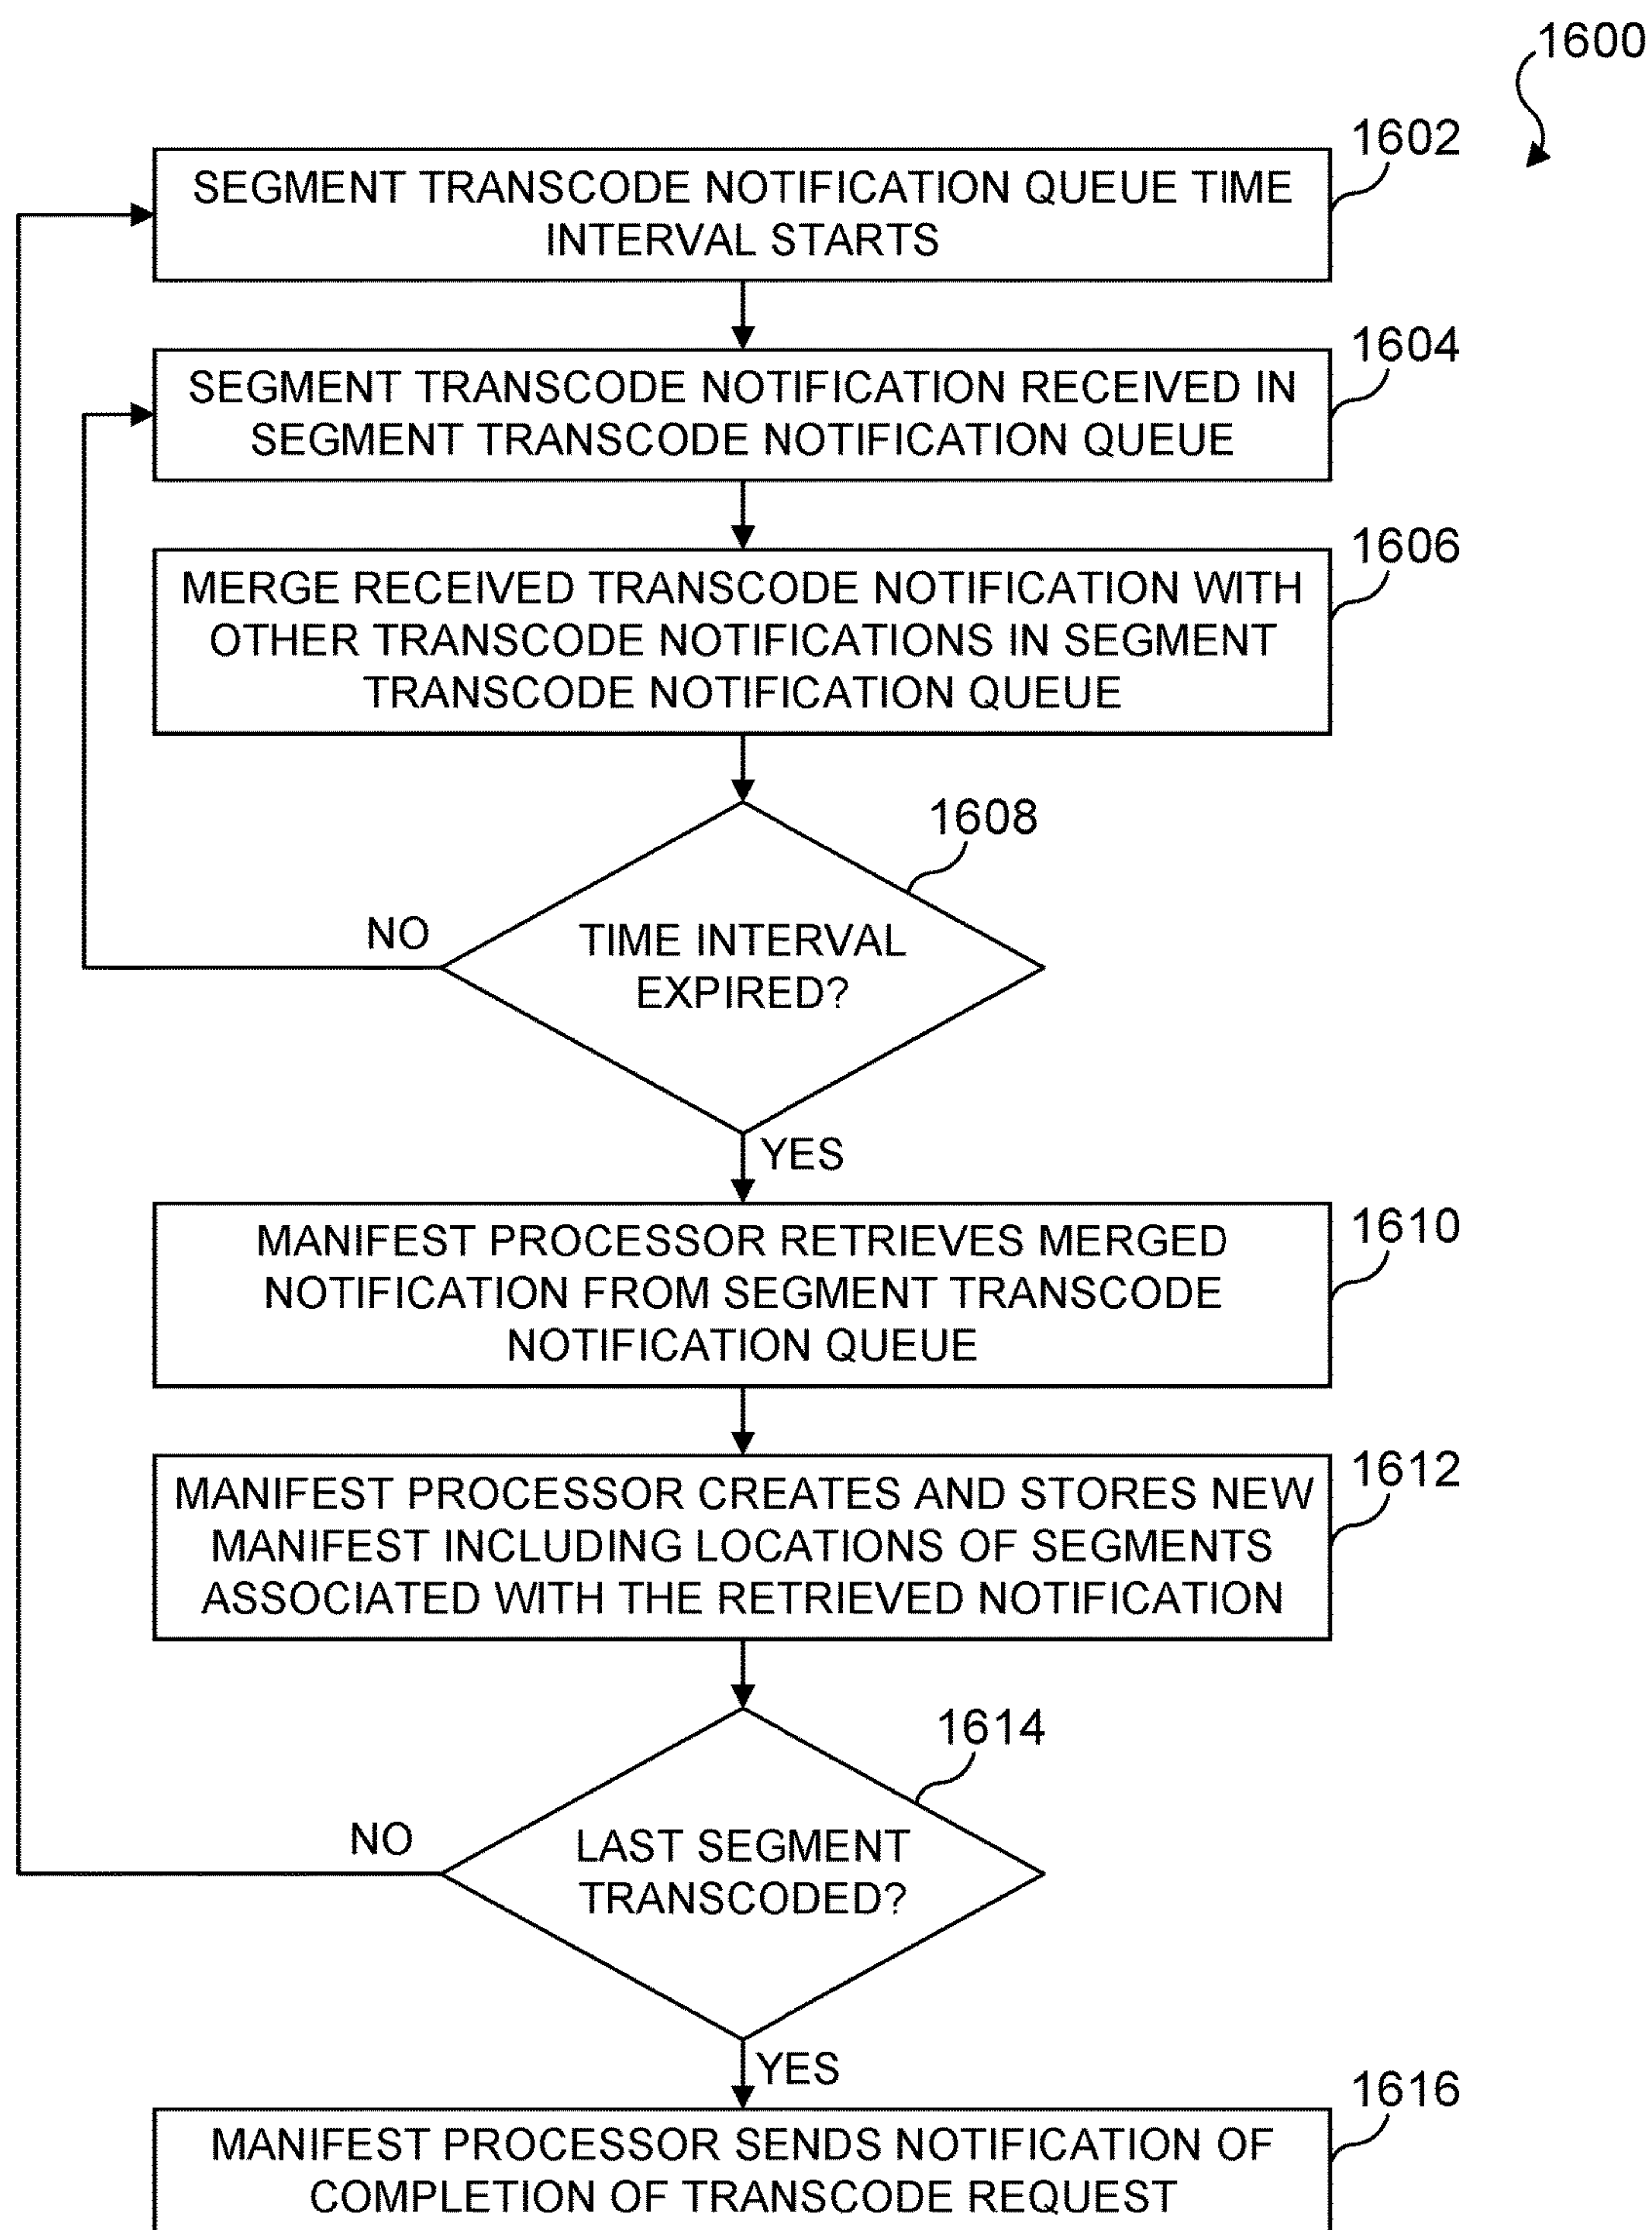 1600
1602
SEGMENT TRANSCODE NOTIFICATION QUEUE TIME
INTERVAL STARTS
1604
SEGMENT TRANSCODE NOTIFICATION RECEIVED IN
SEGMENT TRANSCODE NOTIFICATION QUEUE
1606
MERGE RECEIVED TRANSCODE NOTIFICATION WITH
OTHER TRANSCODE NOTIFICATIONS IN SEGMENT
TRANSCODE NOTIFICATION QUEUE
1608
NO
TIME INTERVAL
EXPIRED?
YES
1610
MANIFEST PROCESSOR RETRIEVES MERGED
NOTIFICATION FROM SEGMENT TRANSCODE
NOTIFICATION QUEUE
1612
MANIFEST PROCESSOR CREATES AND STORES NEW
MANIFEST INCLUDING LOCATIONS OF SEGMENTS
ASSOCIATED WITH THE RETRIEVED NOTIFICATION
1614
NO
LAST SEGMENT
TRANSCODED?
YES
1616
MANIFEST PROCESSOR SENDS NOTIFICATION OF
COMPLETION OF TRANSCODE REQUEST